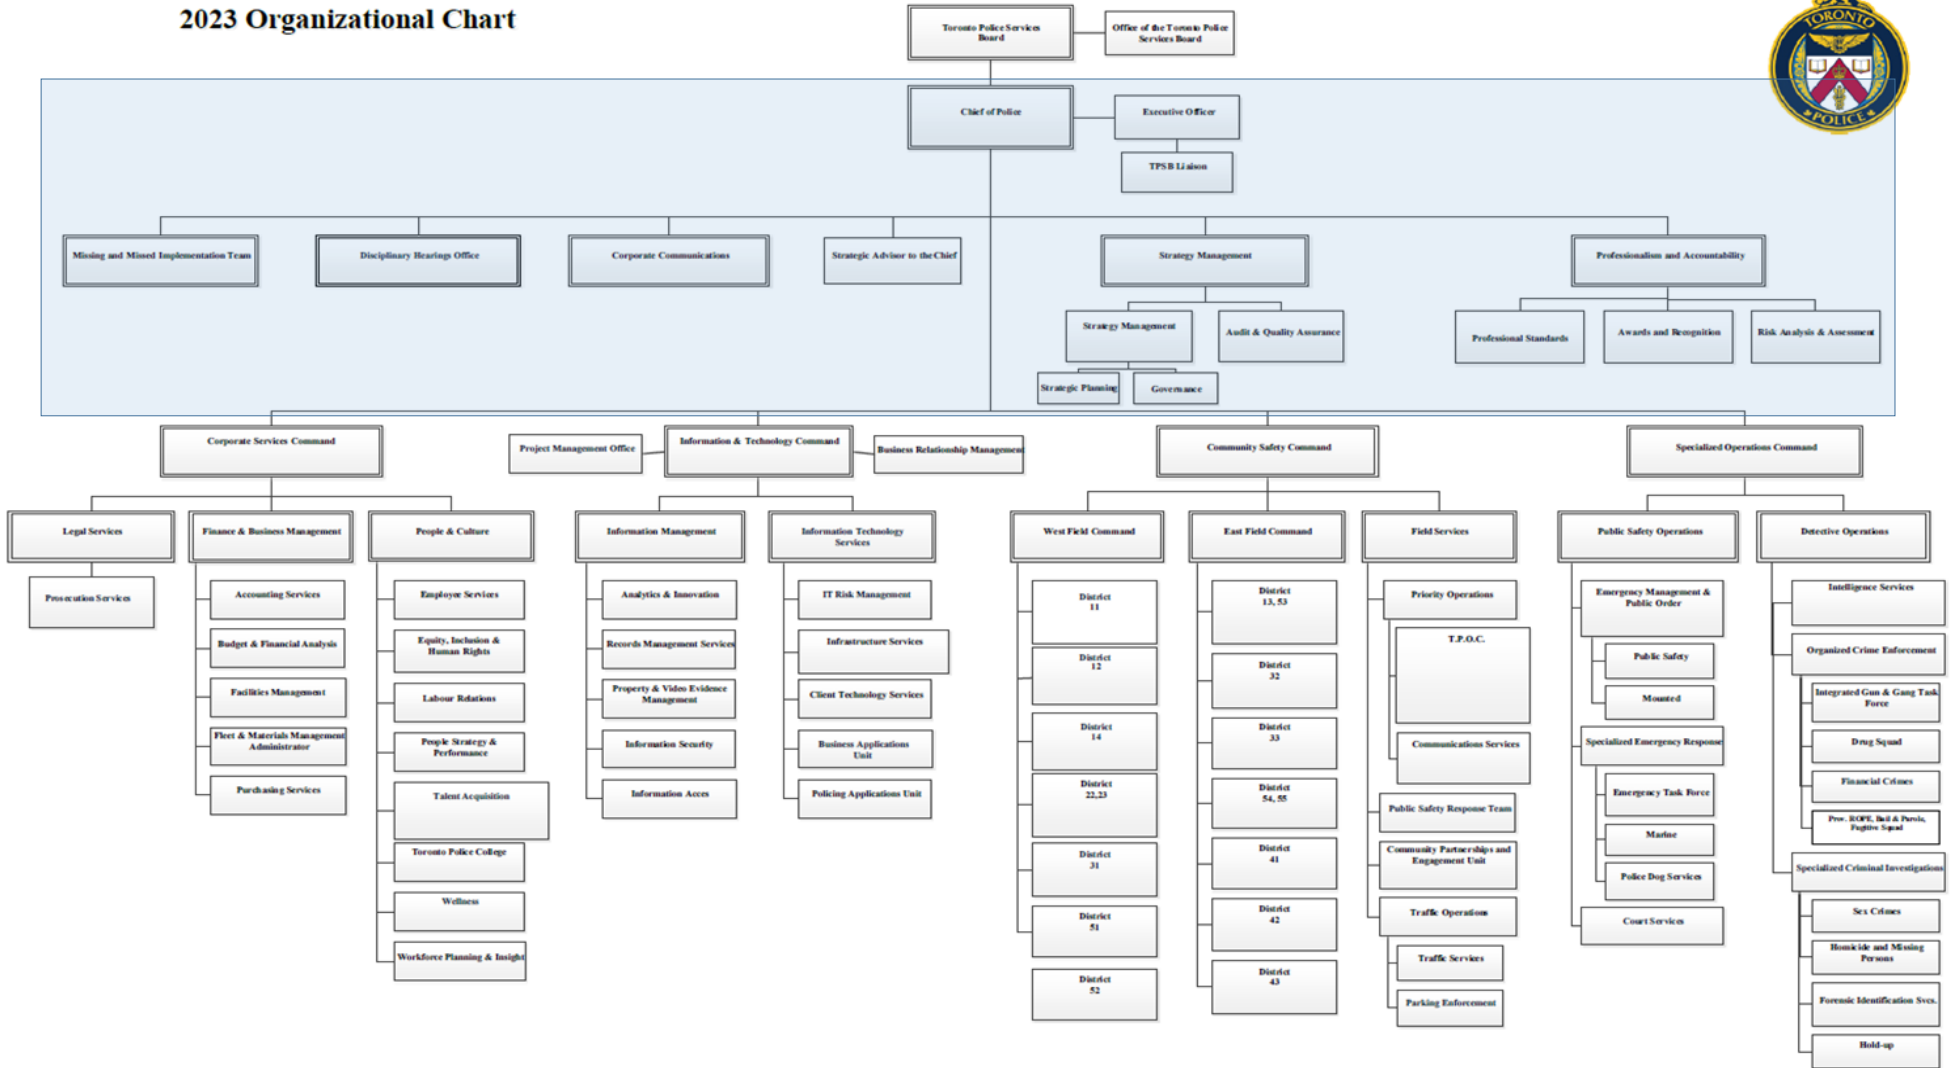 2023 Organizational Chart
Toronto Police Services
Board
Office of the Toronto Police
Services Board
TORONTO
POLICE
Chief of Police
Executive Officer
TPSB Liaison
Missing and Missed Implementation Team
Disciplinary Hearings Office
Corporate Communications
Strategic Advisor to the Chief
Strategy Management
Professionalism and Accountability
Strategy Management
Audit & Quality Assurance
Professional Standards
Awards and Recognition
Risk Analysis & Assessment
Strategic Planning
Governance
Corporate Services Command
Project Management Office
Information & Technology Command
Business Relationship Management
Community Safety Command
Specialized Operations Command
Legal Services
Finance & Business Management
People & Culture
Information Management
Information Technology
Services
West Field Command
East Field Command
Field Services
Public Safety Operations
Detective Operations
Prosecution Services
Accounting Services
Budget & Financial Analysis
Facilities Management
Fleet & Materials Management
Administrator
Purchasing Services
Employee Services
Equity, Inclusion &
Human Rights
Labour Relations
People Strategy &
Performance
Talent Acquisition
Toronto Police College
Wellness
Workforce Planning & Insight
Analytics & Innovation
Records Management Services
Property & Video Evidence
Management
Information Security
Information Acces
IT Risk Management
Infrastructure Services
Client Technology Services
Business Applications
Unit
Policing Applications Unit
District
11
District
12
District
14
District
22,23
District
31
District
51
District
52
District
13, 53
District
32
District
33
District
54, 55
District
41
District
42
District
43
Priority Operations
T.P.O.C.
Communications Services
Public Safety Response Team
Community Partnerships and
Engagement Unit
Traffic Operations
Traffic Services
Parking Enforcement
Emergency Management &
Public Order
Public Safety
Mounted
Specialized Emergency Response
Emergency Task Force
Marine
Police Dog Services
Court Services
Intelligence Services
Organized Crime Enforcement
Integrated Gun & Gang Task
Force
Drug Squad
Financial Crimes
Prov. ROPE, Bail & Parole,
Fugitive Squad
Specialized Criminal Investigations
Sex Crimes
Homicide and Missing
Persons
Forensic Identification Svcs.
Hold-up